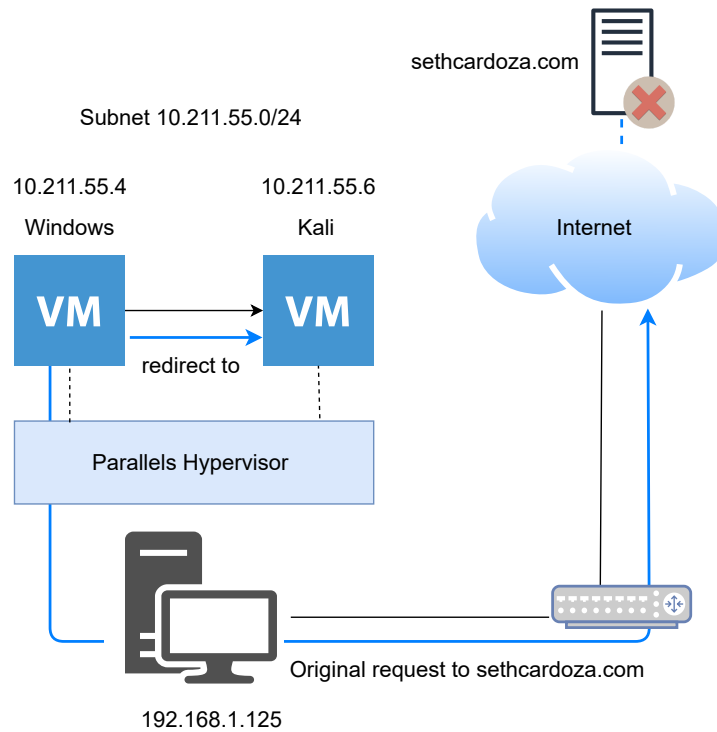 sethcardoza.com
Subnet 10.211.55.0/24
10.211.55.4
10.211.55.6
Windows
Kali
Internet
VM
VM
redirect to
Parallels Hypervisor
Original request to sethcardoza.com
192.168.1.125